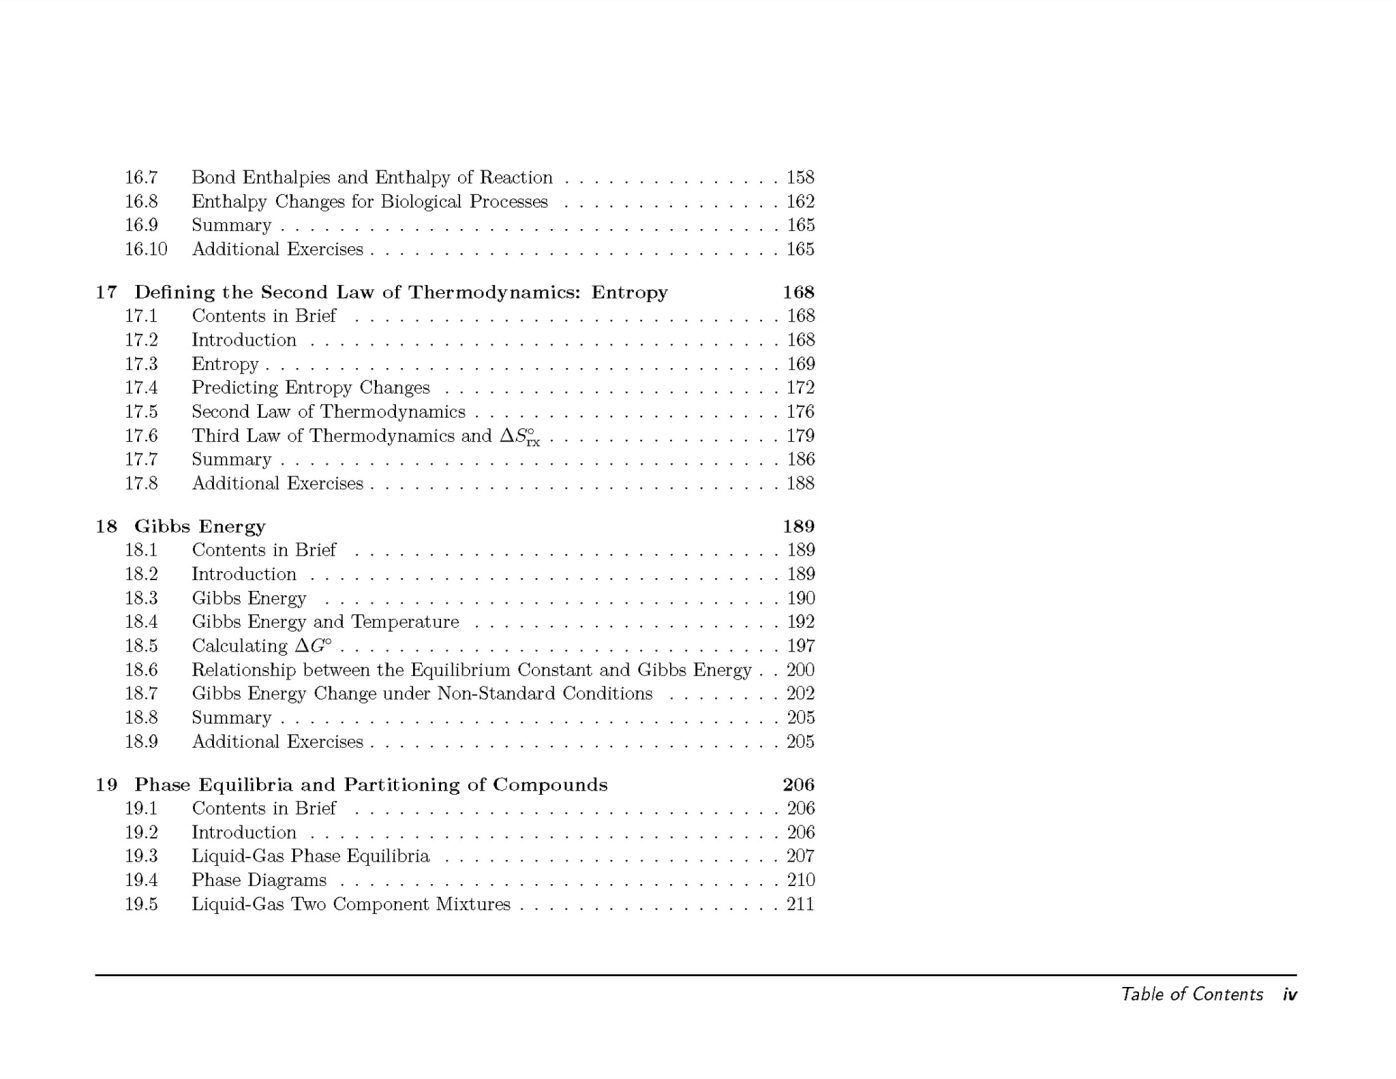 16.7 Bond Enthalpies and Enthalpy of Reaction . . . . . . . . . . . . . . . 158
16.8 Enthalpy Changes for Biological Processes . . . . . . . . . . . . . . . 162
16.9 Summary . . . . . . . . . . . . . . . . . . . . . . . . . . . . . . . . . . 165
16.10 Additional Exercises . . . . . . . . . . . . . . . . . . . . . . . . . . . . 165
17 Defining the Second Law of Thermodynamics: Entropy 168
17.1 Contents in Brief . . . . . . . . . . . . . . . . . . . . . . . . . . . . . 168
17.2 Introduction . . . . . . . . . . . . . . . . . . . . . . . . . . . . . . . . 168
17.3 Entropy . . . . . . . . . . . . . . . . . . . . . . . . . . . . . . . . . . . 169
17.4 Predicting Entropy Changes . . . . . . . . . . . . . . . . . . . . . . . 172
17.5 Second Law of Thermodynamics . . . . . . . . . . . . . . . . . . . . . 176
17.6 Third Law of Thermodynamics and ΔS°rx . . . . . . . . . . . . . . . . 179
17.7 Summary . . . . . . . . . . . . . . . . . . . . . . . . . . . . . . . . . . 186
17.8 Additional Exercises . . . . . . . . . . . . . . . . . . . . . . . . . . . . 188
18 Gibbs Energy 189
18.1 Contents in Brief . . . . . . . . . . . . . . . . . . . . . . . . . . . . . 189
18.2 Introduction . . . . . . . . . . . . . . . . . . . . . . . . . . . . . . . . 189
18.3 Gibbs Energy . . . . . . . . . . . . . . . . . . . . . . . . . . . . . . . 190
18.4 Gibbs Energy and Temperature . . . . . . . . . . . . . . . . . . . . . 192
18.5 Calculating ΔG° . . . . . . . . . . . . . . . . . . . . . . . . . . . . . . 197
18.6 Relationship between the Equilibrium Constant and Gibbs Energy . . 200
18.7 Gibbs Energy Change under Non-Standard Conditions . . . . . . . . 202
18.8 Summary . . . . . . . . . . . . . . . . . . . . . . . . . . . . . . . . . . 205
18.9 Additional Exercises . . . . . . . . . . . . . . . . . . . . . . . . . . . . 205
19 Phase Equilibria and Partitioning of Compounds 206
19.1 Contents in Brief . . . . . . . . . . . . . . . . . . . . . . . . . . . . . 206
19.2 Introduction . . . . . . . . . . . . . . . . . . . . . . . . . . . . . . . . 206
19.3 Liquid-Gas Phase Equilibria . . . . . . . . . . . . . . . . . . . . . . . 207
19.4 Phase Diagrams . . . . . . . . . . . . . . . . . . . . . . . . . . . . . . 210
19.5 Liquid-Gas Two Component Mixtures . . . . . . . . . . . . . . . . . . 211
Table of Contents iv